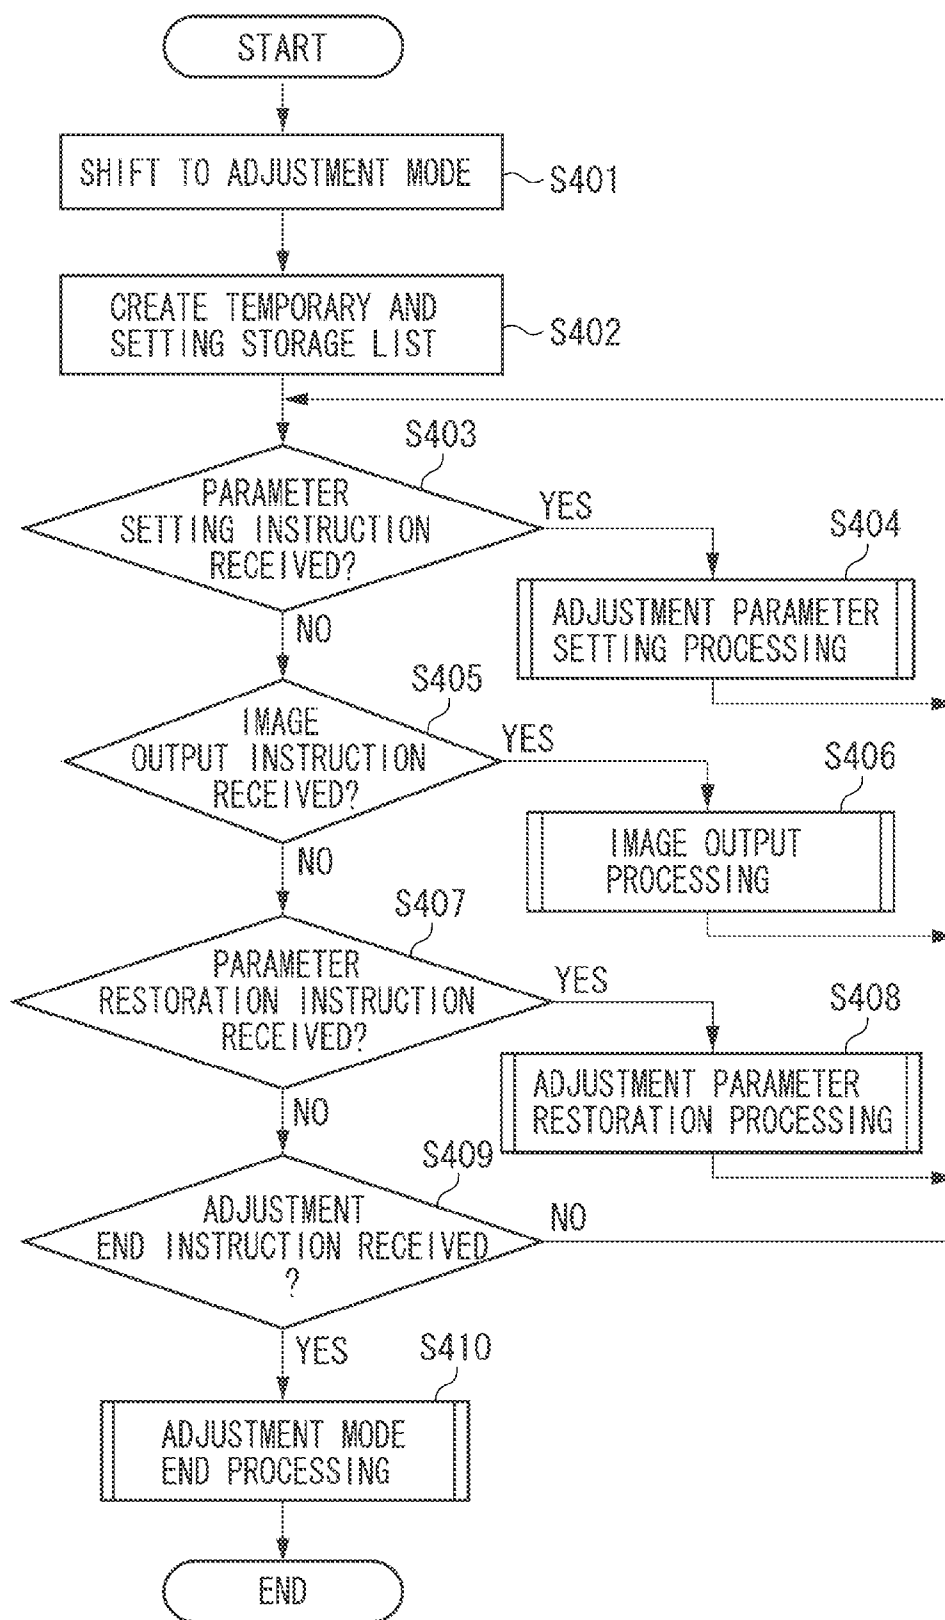 START
SHIFT TO ADJUSTMENT MODE
S401
CREATE TEMPORARY AND
SETTING STORAGE LIST
S402
S403
PARAMETER
SETTING INSTRUCTION
RECEIVED?
YES
S404
ADJUSTMENT PARAMETER
SETTING PROCESSING
NO
S405
IMAGE
OUTPUT INSTRUCTION
RECEIVED?
YES
S406
IMAGE OUTPUT
PROCESSING
NO
S407
PARAMETER
RESTORATION INSTRUCTION
RECEIVED?
YES
S408
ADJUSTMENT PARAMETER
RESTORATION PROCESSING
NO
S409
ADJUSTMENT
END INSTRUCTION RECEIVED
?
NO
YES
S410
ADJUSTMENT MODE
END PROCESSING
END